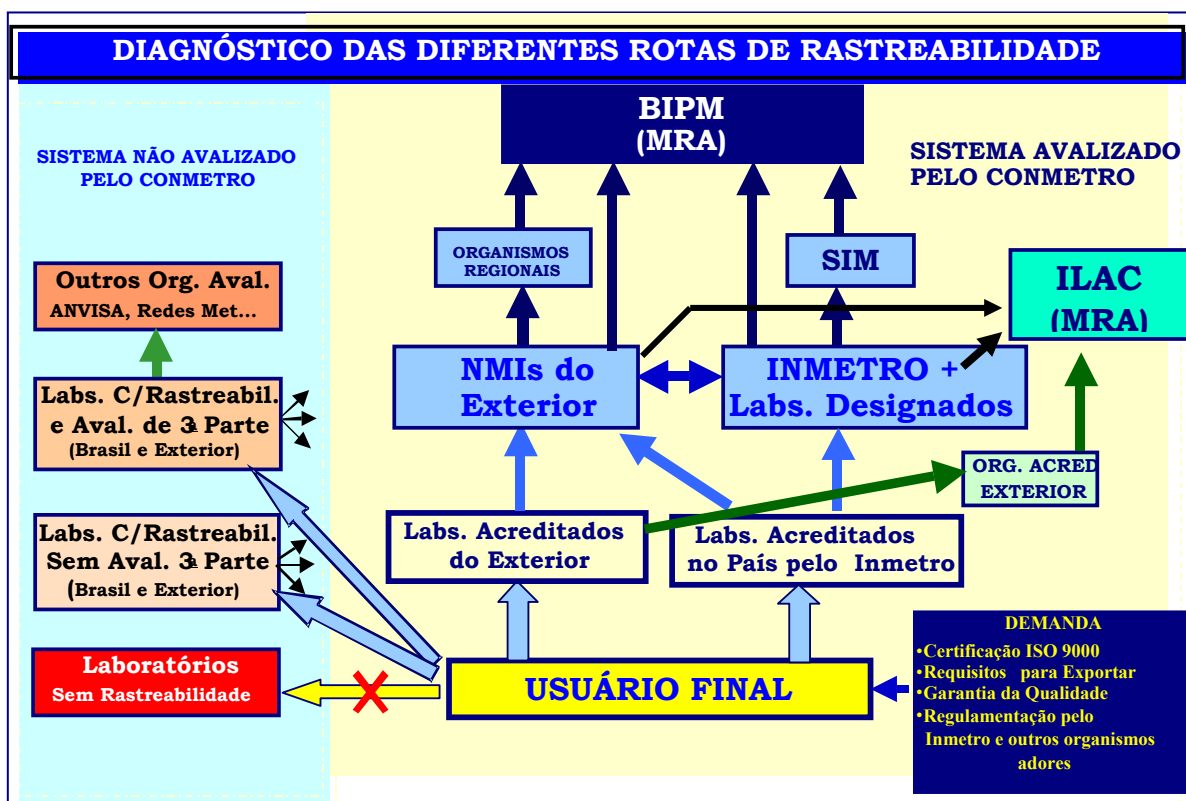 DIAGNÓSTICO DAS DIFERENTES ROTAS DE RASTREABILIDADE
BIPM
(MRA)
SISTEMA NÃO AVALIZADO
PELO CONMETRO
SISTEMA AVALIZADO
PELO CONMETRO
ORGANISMOS
REGIONAIS
SIM
ILAC
(MRA)
Outros Org. Aval.
ANVISA, Redes Met...
NMIs do
Exterior
INMETRO +
Labs. Designados
Labs. C/Rastreabil.
e Aval. de 3ª Parte
(Brasil e Exterior)
ORG. ACRED
EXTERIOR
Labs. C/Rastreabil.
Sem Aval. 3ª Parte
(Brasil e Exterior)
Labs. Acreditados
do Exterior
Labs. Acreditados
no País pelo Inmetro
Laboratórios
Sem Rastreabilidade
USUÁRIO FINAL
DEMANDA
•Certificação ISO 9000
•Requisitos para Exportar
•Garantia da Qualidade
•Regulamentação pelo
Inmetro e outros organismos
adores